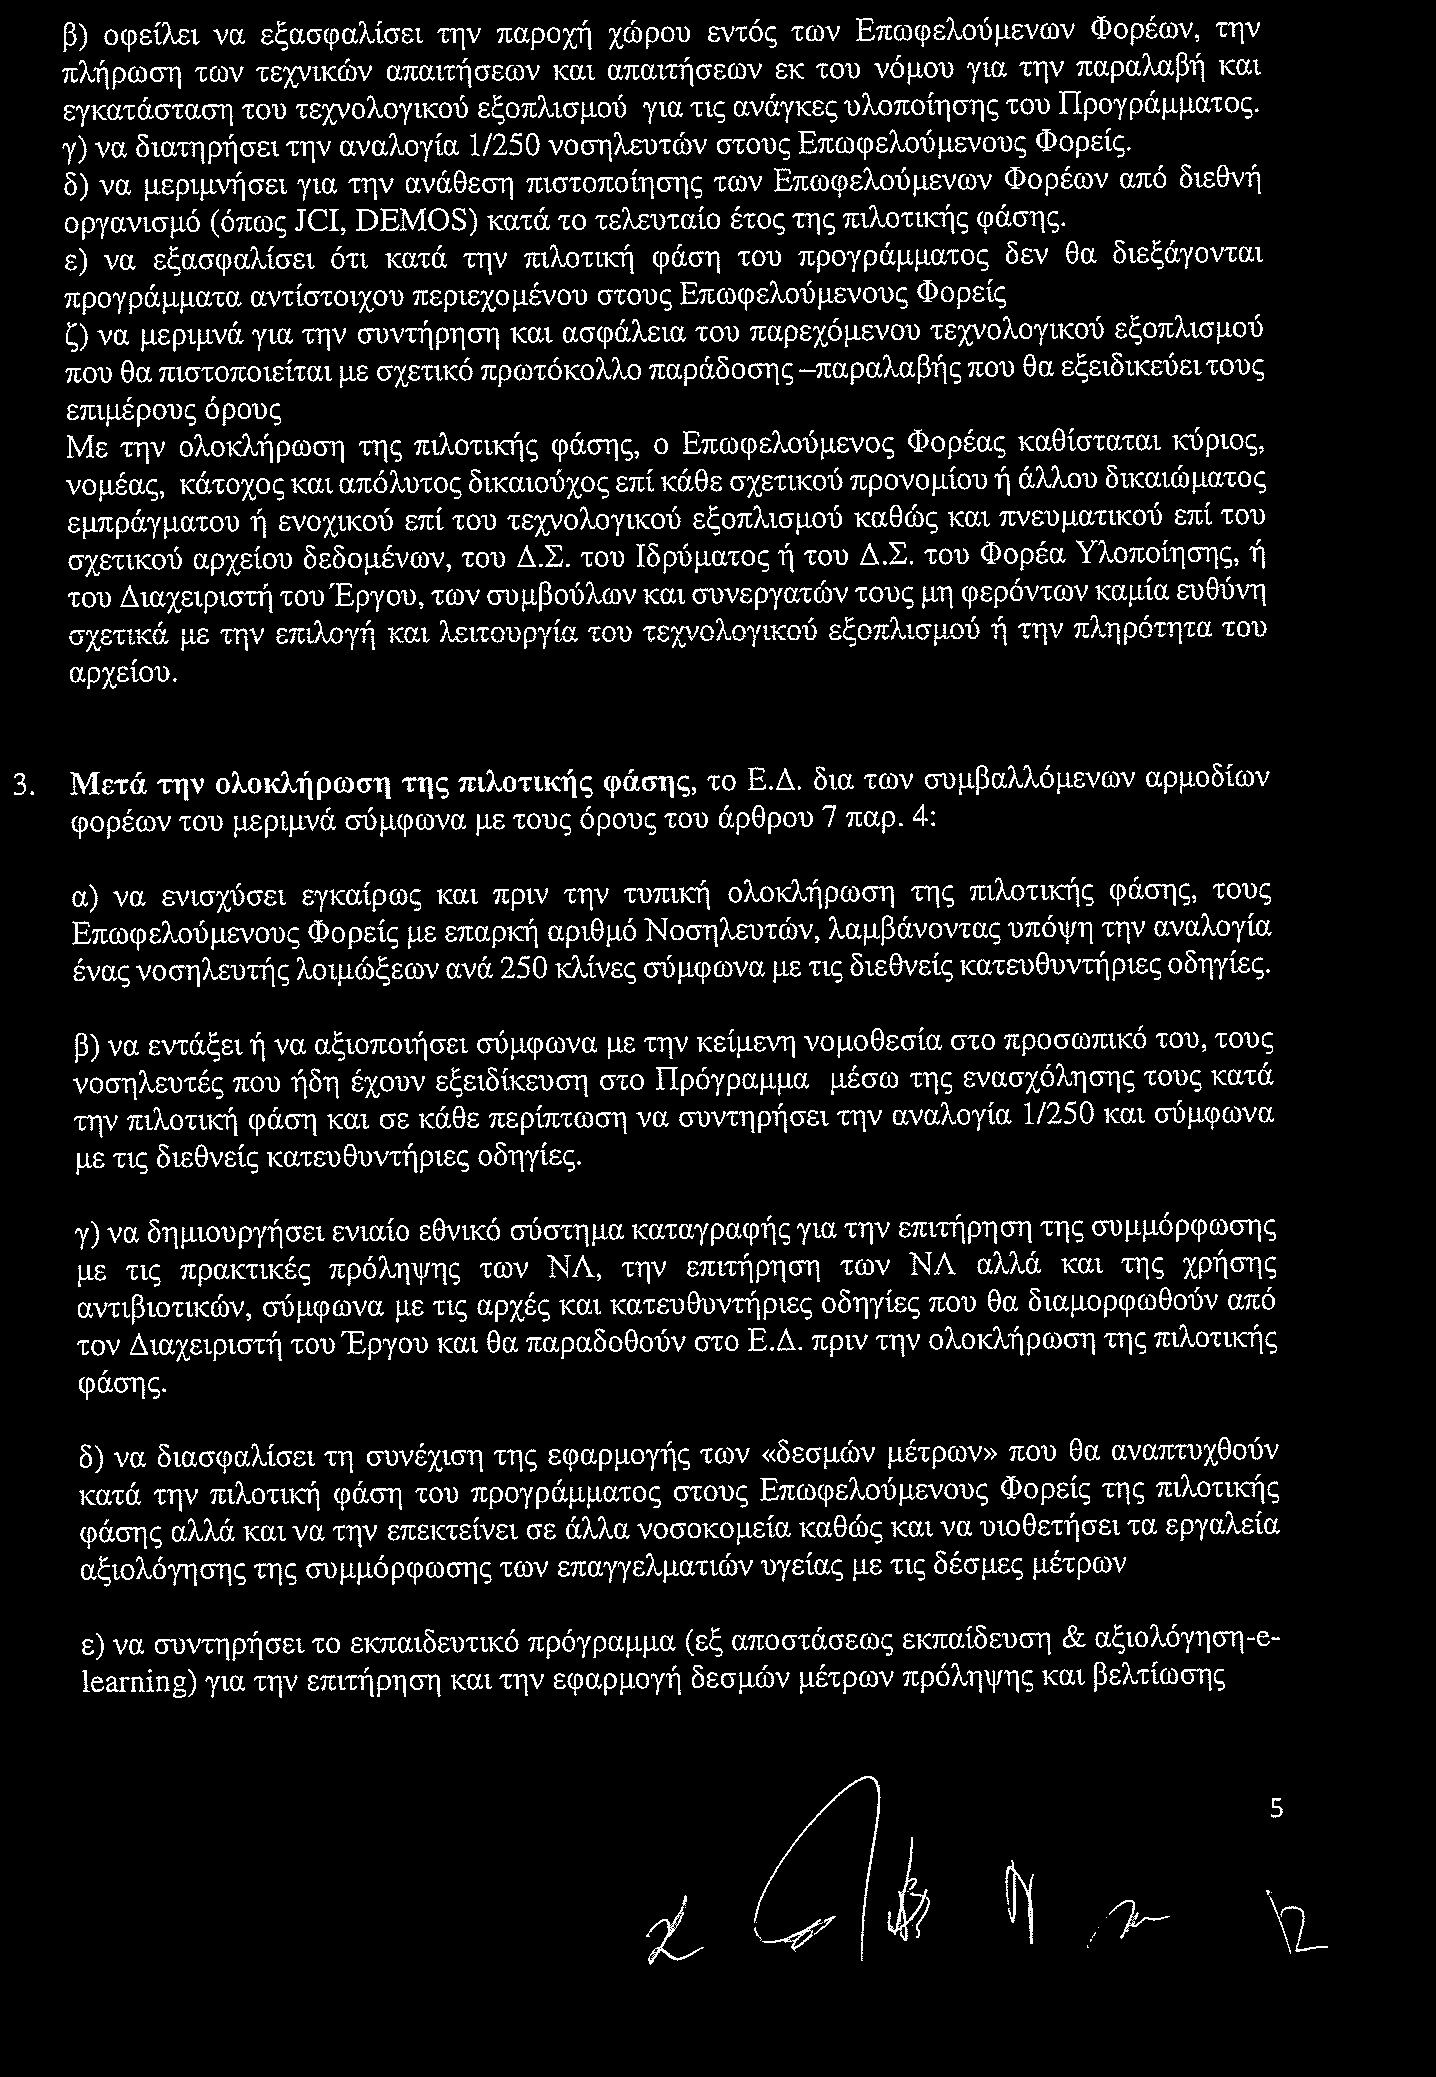 β) οφείλει να εξασφαλίσει την παροχή χώρου εντός των Επωφελούμενων Φορέων, την
πλήρωση των τεχνικών απαιτήσεων και απαιτήσεων εκ του νόμου για την παραλαβή και
εγκατάσταση του τεχνολογικού εξοπλισμού για τις ανάγκες υλοποίησης του Προγράμματος.
γ) να διατηρήσει την αναλογία 1/250 νοσηλευτών στους Επωφελούμενους Φορείς.
δ) να μεριμνήσει για την ανάθεση πιστοποίησης των Επωφελούμενων Φορέων από διεθνή
οργανισμό (όπως JCI, DEMOS) κατά το τελευταίο έτος της πιλοτικής φάσης.
ε) να εξασφαλίσει ότι κατά την πιλοτική φάση του προγράμματος δεν θα διεξάγονται
προγράμματα αντίστοιχου περιεχομένου στους Επωφελούμενους Φορείς
ζ) να μεριμνά για την συντήρηση και ασφάλεια του παρεχόμενου τεχνολογικού εξοπλισμού
που θα πιστοποιείται με σχετικό πρωτόκολλο παράδοσης –παραλαβής που θα εξειδικεύει τους
επιμέρους όρους
Με την ολοκλήρωση της πιλοτικής φάσης, ο Επωφελούμενος Φορέας καθίσταται κύριος,
νομέας, κάτοχος και απόλυτος δικαιούχος επί κάθε σχετικού προνομίου ή άλλου δικαιώματος
εμπράγματου ή ενοχικού επί του τεχνολογικού εξοπλισμού καθώς και πνευματικού επί του
σχετικού αρχείου δεδομένων, του Δ.Σ. του Ιδρύματος ή του Δ.Σ. του Φορέα Υλοποίησης, ή
του Διαχειριστή του Έργου, των συμβούλων και συνεργατών τους μη φερόντων καμία ευθύνη
σχετικά με την επιλογή και λειτουργία του τεχνολογικού εξοπλισμού ή την πληρότητα του
αρχείου.
3. Μετά την ολοκλήρωση της πιλοτικής φάσης, το Ε.Δ. δια των συμβαλλόμενων αρμοδίων
φορέων του μεριμνά σύμφωνα με τους όρους του άρθρου 7 παρ. 4:
α) να ενισχύσει εγκαίρως και πριν την τυπική ολοκλήρωση της πιλοτικής φάσης, τους
Επωφελούμενους Φορείς με επαρκή αριθμό Νοσηλευτών, λαμβάνοντας υπόψη την αναλογία
ένας νοσηλευτής λοιμώξεων ανά 250 κλίνες σύμφωνα με τις διεθνείς κατευθυντήριες οδηγίες.
β) να εντάξει ή να αξιοποιήσει σύμφωνα με την κείμενη νομοθεσία στο προσωπικό του, τους
νοσηλευτές που ήδη έχουν εξειδίκευση στο Πρόγραμμα μέσω της ενασχόλησης τους κατά
την πιλοτική φάση και σε κάθε περίπτωση να συντηρήσει την αναλογία 1/250 και σύμφωνα
με τις διεθνείς κατευθυντήριες οδηγίες.
γ) να δημιουργήσει ενιαίο εθνικό σύστημα καταγραφής για την επιτήρηση της συμμόρφωσης
με τις πρακτικές πρόληψης των ΝΛ, την επιτήρηση των ΝΛ αλλά και της χρήσης
αντιβιοτικών, σύμφωνα με τις αρχές και κατευθυντήριες οδηγίες που θα διαμορφωθούν από
τον Διαχειριστή του Έργου και θα παραδοθούν στο Ε.Δ. πριν την ολοκλήρωση της πιλοτικής
φάσης.
δ) να διασφαλίσει τη συνέχιση της εφαρμογής των «δεσμών μέτρων» που θα αναπτυχθούν
κατά την πιλοτική φάση του προγράμματος στους Επωφελούμενους Φορείς της πιλοτικής
φάσης αλλά και να την επεκτείνει σε άλλα νοσοκομεία καθώς και να υιοθετήσει τα εργαλεία
αξιολόγησης της συμμόρφωσης των επαγγελματιών υγείας με τις δέσμες μέτρων
ε) να συντηρήσει το εκπαιδευτικό πρόγραμμα (εξ αποστάσεως εκπαίδευση & αξιολόγηση-e-
learning) για την επιτήρηση και την εφαρμογή δεσμών μέτρων πρόληψης και βελτίωσης
5